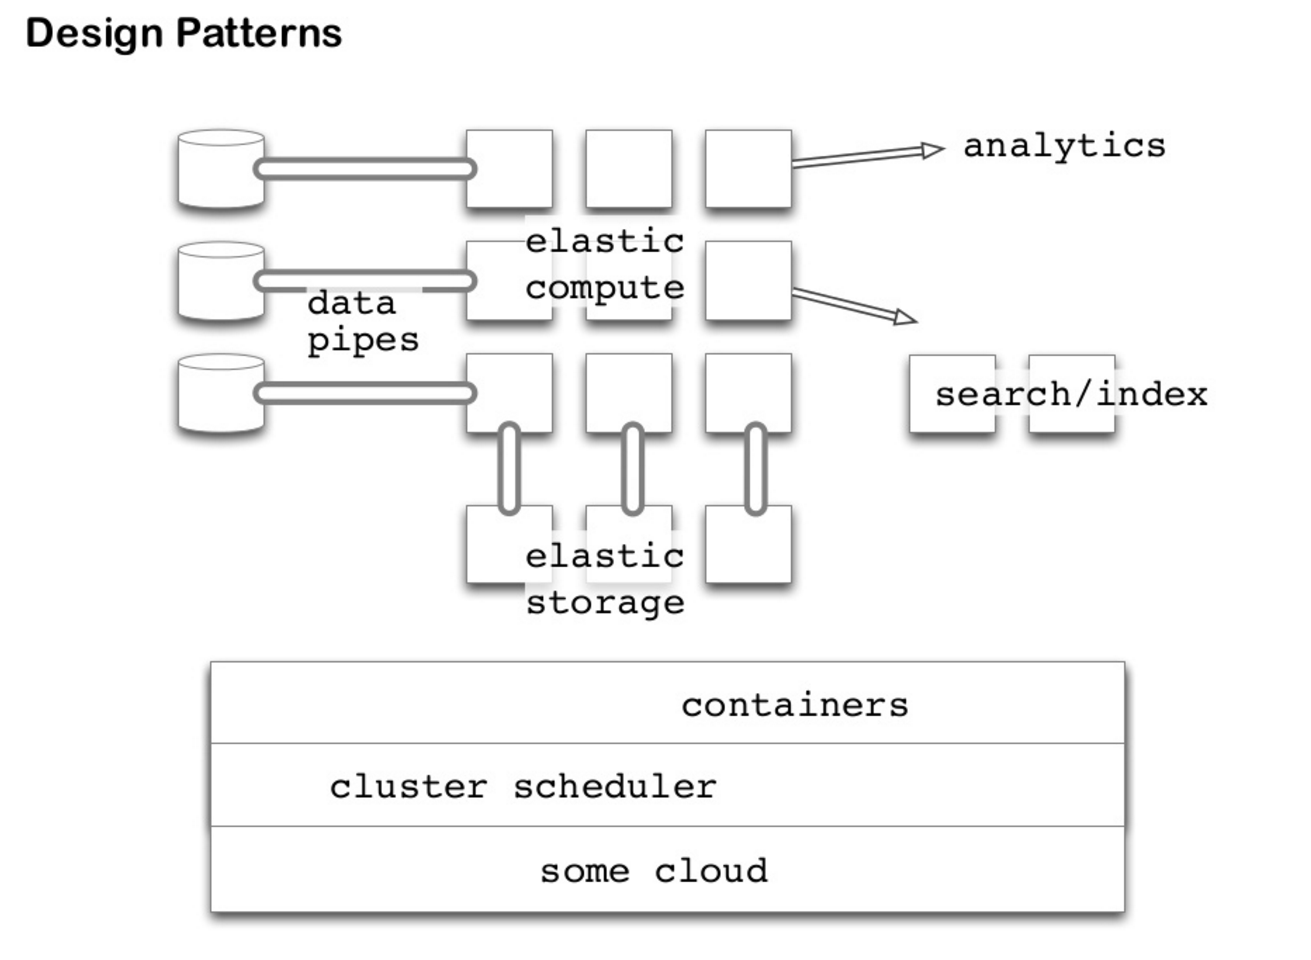 Design Patterns
analytics
elastic
compute
data
pipes
search/index
elastic
storage
containers
cluster scheduler
some cloud